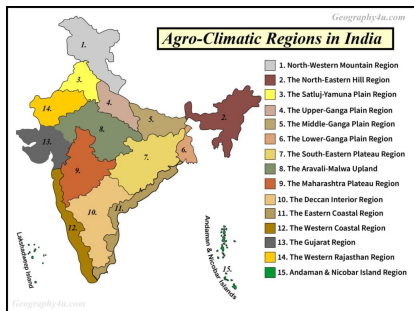 Geography4u.com
Agro-Climatic Regions in India
1.
2.
3.
4.
5.
6.
7.
8.
9.
10.
11.
12.
13.
14.
15.
Lakshadweep Island
Andaman & Nicobar Islands
1. North-Western Mountain Region
2. The North-Eastern Hill Region
3. The Satluj-Yamuna Plain Region
4. The Upper-Ganga Plain Region
5. The Middle-Ganga Plain Region
6. The Lower-Ganga Plain Region
7. The South-Eastern Plateau Region
8. The Aravali-Malwa Upland
9. The Maharashtra Plateau Region
10. The Deccan Interior Region
11. The Eastern Coastal Region
12. The Western Coastal Region
13. The Gujarat Region
14. The Western Rajasthan Region
15. Andaman & Nicobar Island Region
Geography4u.com